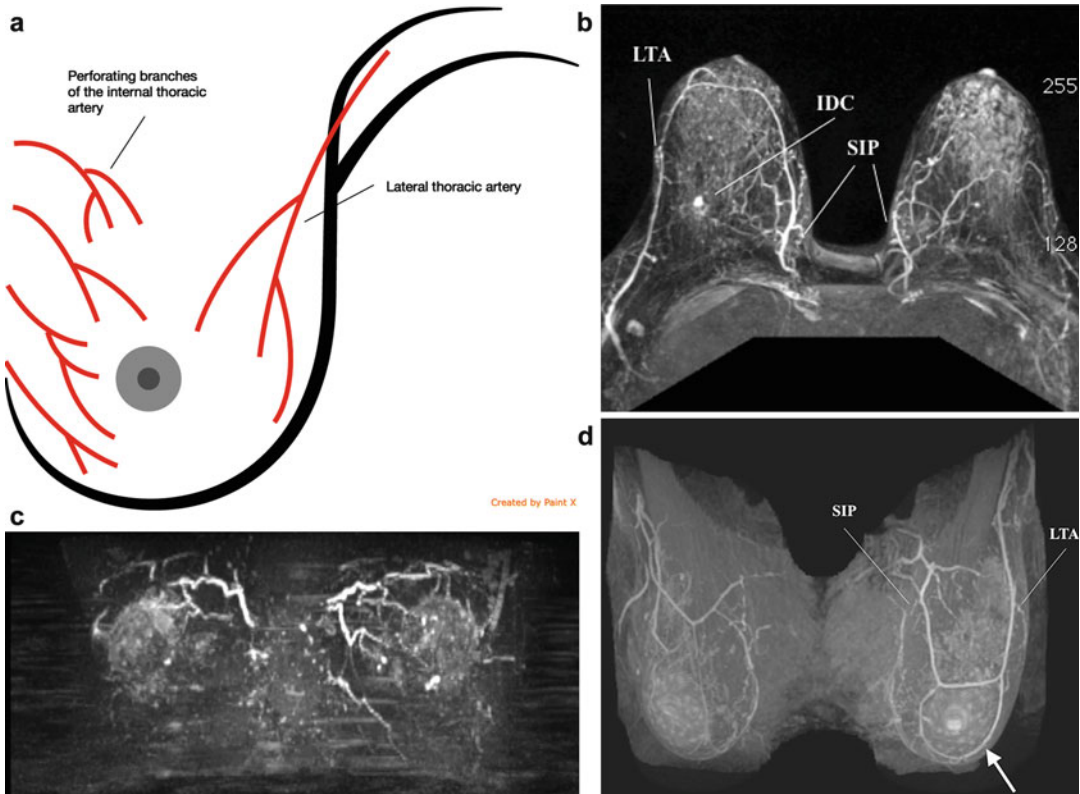 a
Perforating branches
of the internal thoracic
artery
Lateral thoracic artery
Created by Paint X
b
LTA
IDC
SIP
255
128
c
d
SIP
LTA